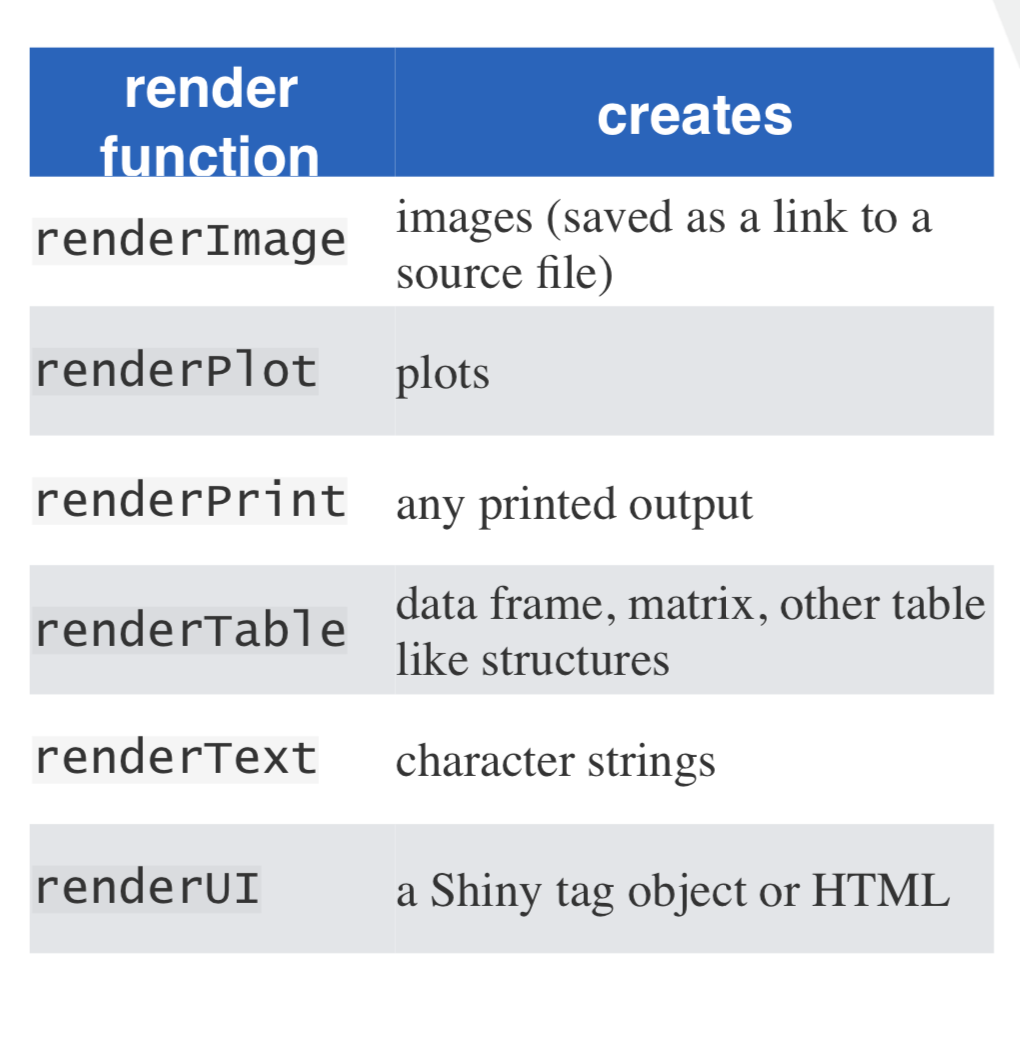 render
function
creates
renderImage
images (saved as a link to a
source file)
renderPlot
plots
renderPrint
any printed output
renderTable
data frame, matrix, other table
like structures
renderText
character strings
renderUI
a Shiny tag object or HTML